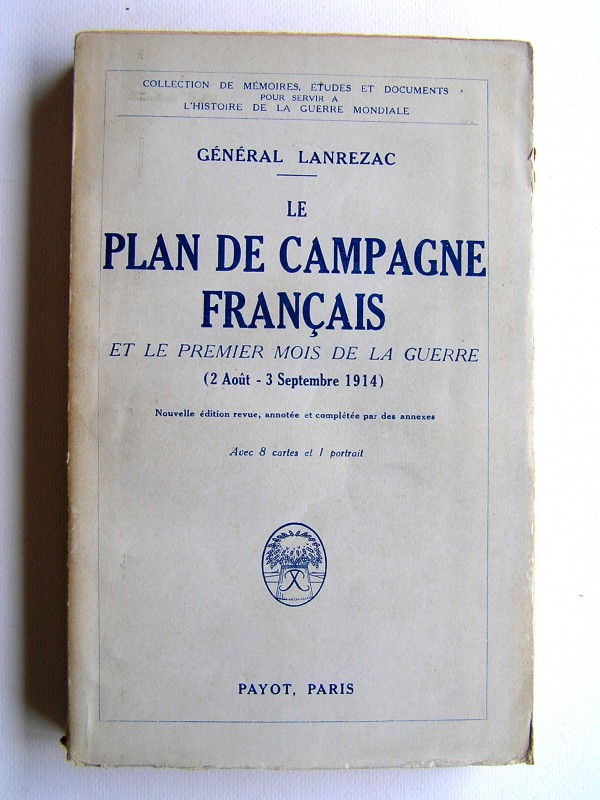 COLLECTION DE MÉMOIRES, ÉTUDES ET DOCUMENTS
POUR SERVIR A
L'HISTOIRE DE LA GUERRE MONDIALE
GÉNÉRAL LANREZAC
LE
PLAN DE CAMPAGNE
FRANÇAIS
ET LE PREMIER MOIS DE LA GUERRE
(2 Août - 3 Septembre 1914)
Nouvelle édition revue, annotée et complétée par des annexes
Avec 8 cartes et 1 portrait
PAYOT, PARIS